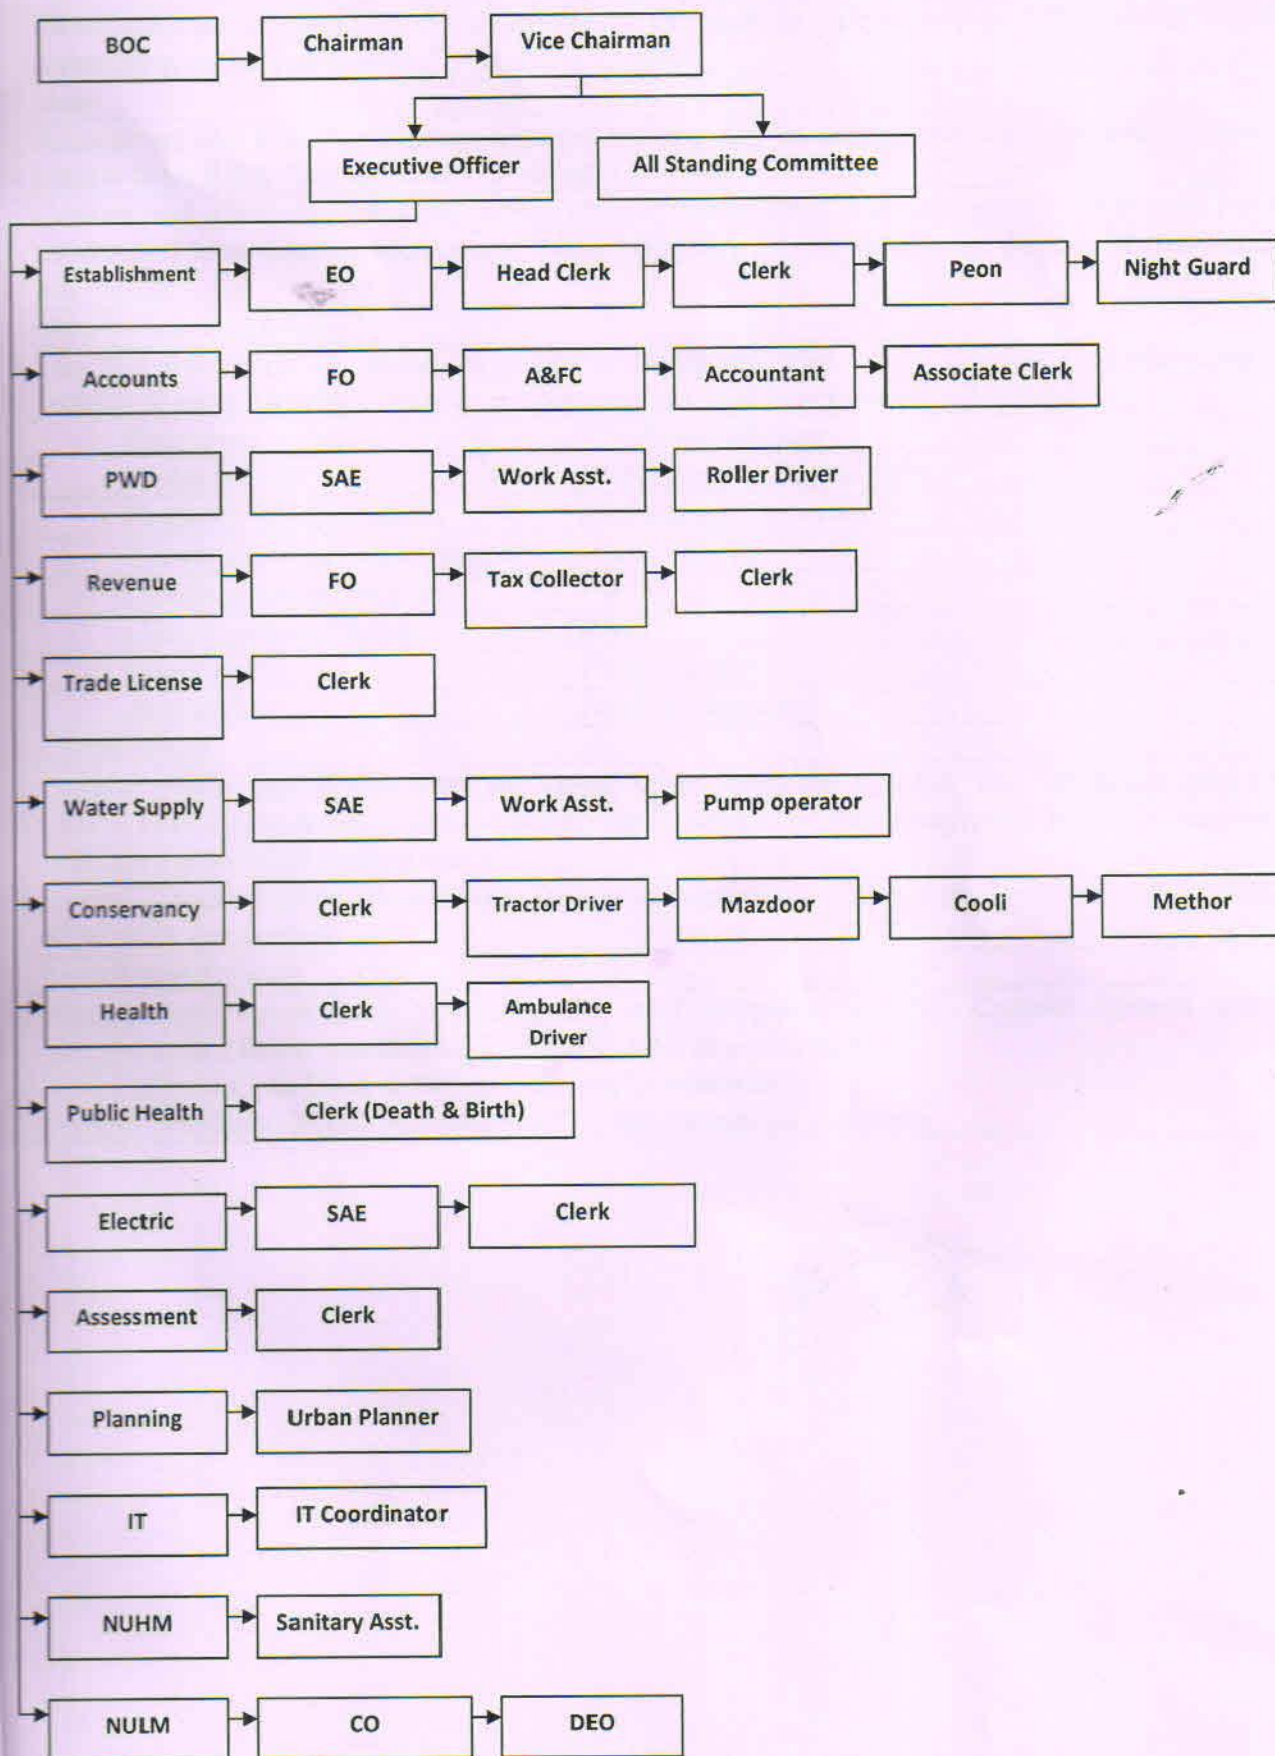 BOC Chairman Vice Chairman
Executive Officer All Standing Committee
Establishment EO Head Clerk Clerk Peon Night Guard
Accounts FO A&FC Accountant Associate Clerk
PWD SAE Work Asst. Roller Driver
Revenue FO Tax Collector Clerk
Trade License Clerk
Water Supply SAE Work Asst. Pump operator
Conservancy Clerk Tractor Driver Mazdoor Cooli Methor
Health Clerk Ambulance
Driver
Public Health Clerk (Death & Birth)
Electric SAE Clerk
Assessment Clerk
Planning Urban Planner
IT IT Coordinator
NUHM Sanitary Asst.
NULM CO DEO